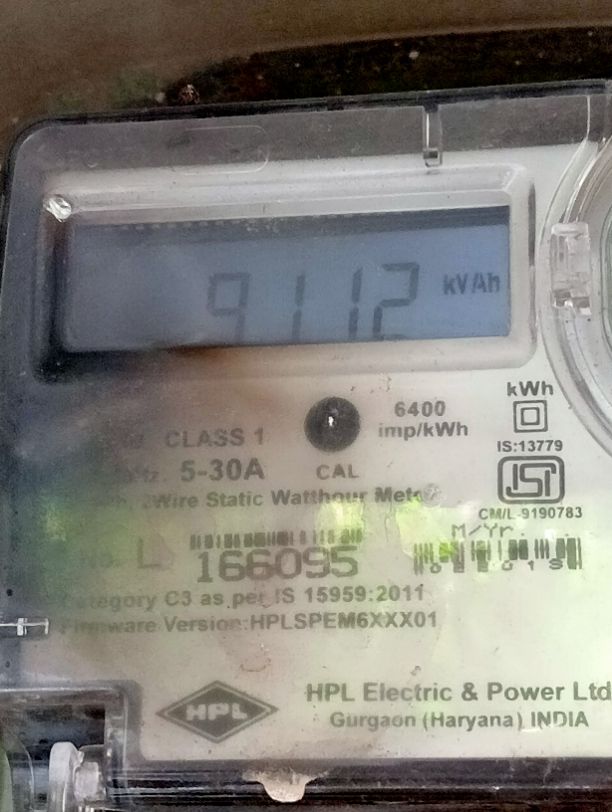 9112 kVAh
6400
imp/kWh
kWh
CLASS 1
5-30A
CAL
IS:13779
ISI
2Wire Static Watthour Meter
CM/L-9190783
M/Yr.
L
166095
Category C3 as per IS 15959:2011
Firmware Version:HPLSPEM6XXX01
HPL
HPL Electric & Power Ltd
Gurgaon (Haryana) INDIA